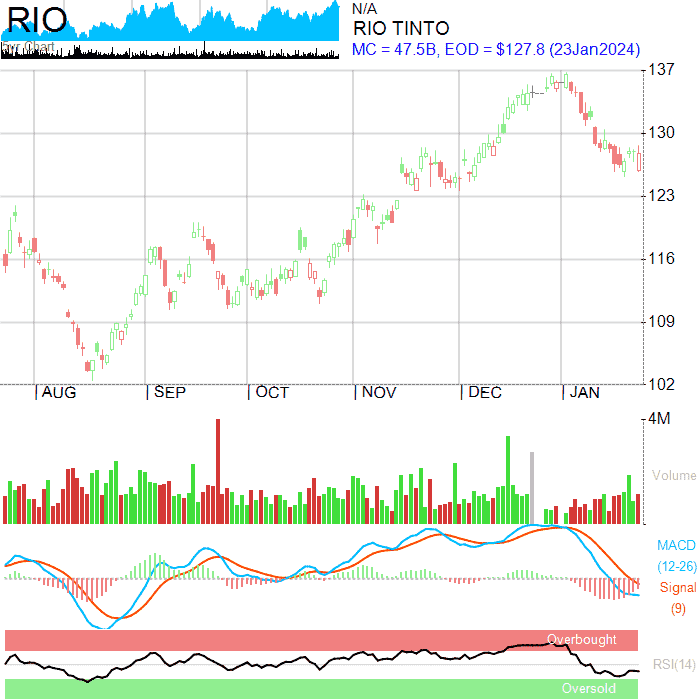 RIO
N/A
RIO TINTO
MC = 47.5B, EOD = $127.8 (23Jan2024)
137
130
123
116
109
102
AUG
SEP
OCT
NOV
DEC
JAN
4M
Volume
MACD
(12-26)
Signal
(9)
Overbought
RSI(14)
Oversold